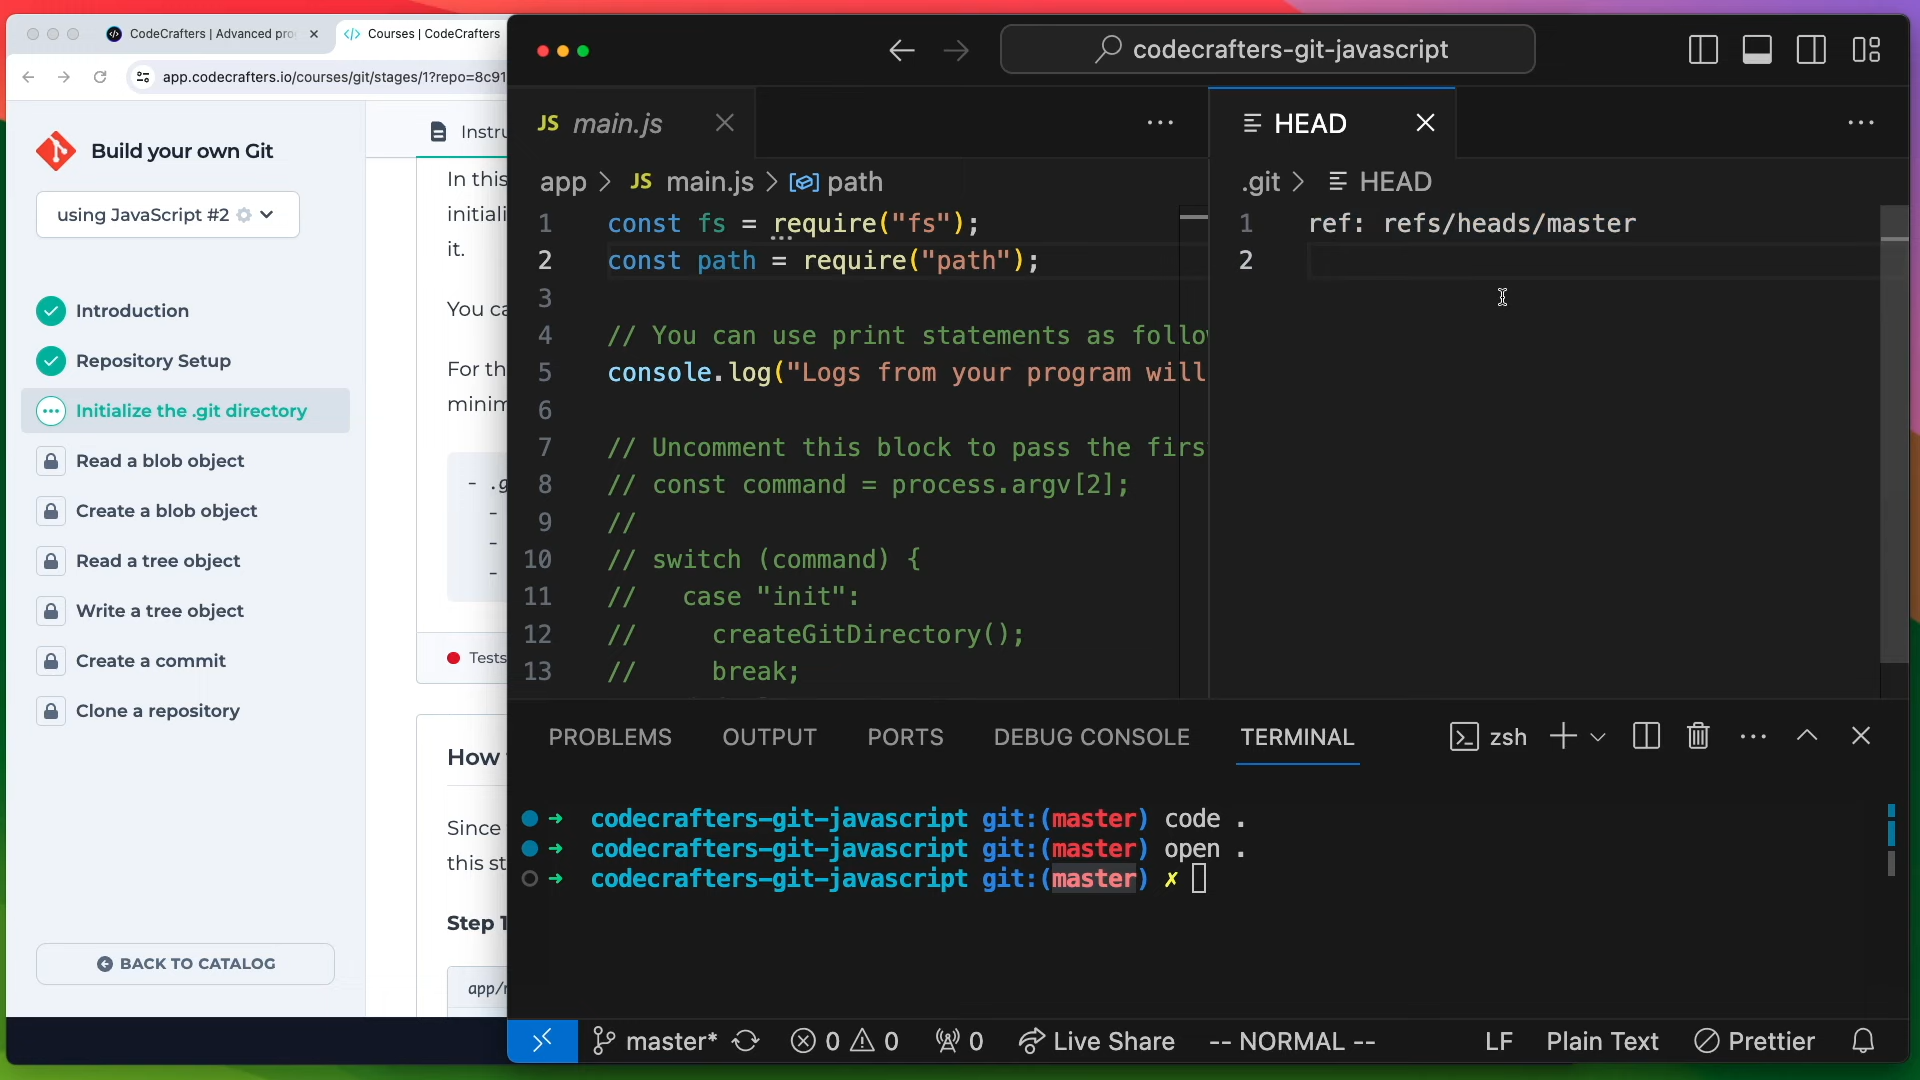 CodeCrafters | Advanced pro
Courses | CodeCrafters
app.codecrafters.io/courses/git/stages/1?repo=8c91
Build your own Git
using JavaScript #2
Introduction
Repository Setup
Initialize the .git directory
Read a blob object
Create a blob object
Read a tree object
Write a tree object
Create a commit
Clone a repository
BACK TO CATALOG
Instru
In this
initiali
it.
You ca
For th
minim
- .g
-
-
-
Tests
How
Since
this st
Step 1
app/
codecrafters-git-javascript
JS main.js
HEAD
app > JS main.js > path
.git > HEAD
1 const fs = require("fs");
2 const path = require("path");
3
4 // You can use print statements as follow
5 console.log("Logs from your program will
6
7 // Uncomment this block to pass the firs
8 // const command = process.argv[2];
9 //
10 // switch (command) {
11 // case "init":
12 // createGitDirectory();
13 // break;
1 ref: refs/heads/master
2
PROBLEMS OUTPUT PORTS DEBUG CONSOLE TERMINAL zsh
➜ codecrafters-git-javascript git:(master) code .
➜ codecrafters-git-javascript git:(master) open .
➜ codecrafters-git-javascript git:(master) ✗
master* 0 0 0 Live Share -- NORMAL -- LF Plain Text Prettier